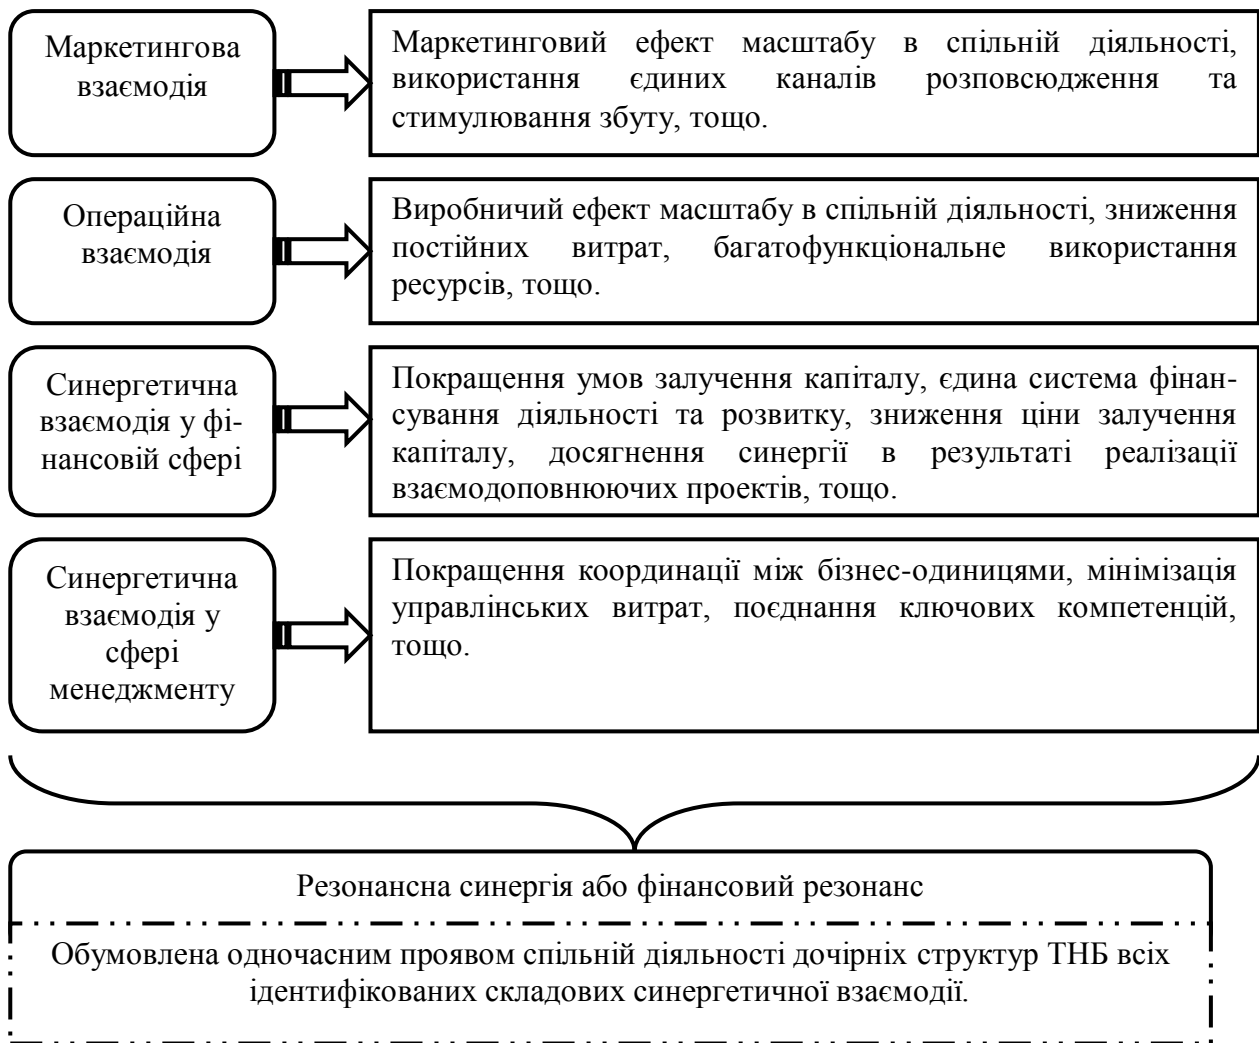 Маркетингова
взаємодія
Маркетинговий ефект масштабу в спільній діяльності,
використання єдиних каналів розповсюдження та
стимулювання збуту, тощо.
Операційна
взаємодія
Виробничий ефект масштабу в спільній діяльності, зниження
постійних витрат, багатофункціональне використання
ресурсів, тощо.
Синергетична
взаємодія у фі-
нансовій сфері
Покращення умов залучення капіталу, єдина система фінан-
сування діяльності та розвитку, зниження ціни залучення
капіталу, досягнення синергії в результаті реалізації
взаємодоповнюючих проектів, тощо.
Синергетична
взаємодія у
сфері
менеджменту
Покращення координації між бізнес-одиницями, мінімізація
управлінських витрат, поєднання ключових компетенцій,
тощо.
Резонансна синергія або фінансовий резонанс
Обумовлена одночасним проявом спільній діяльності дочірніх структур ТНБ всіх
ідентифікованих складових синергетичної взаємодії.